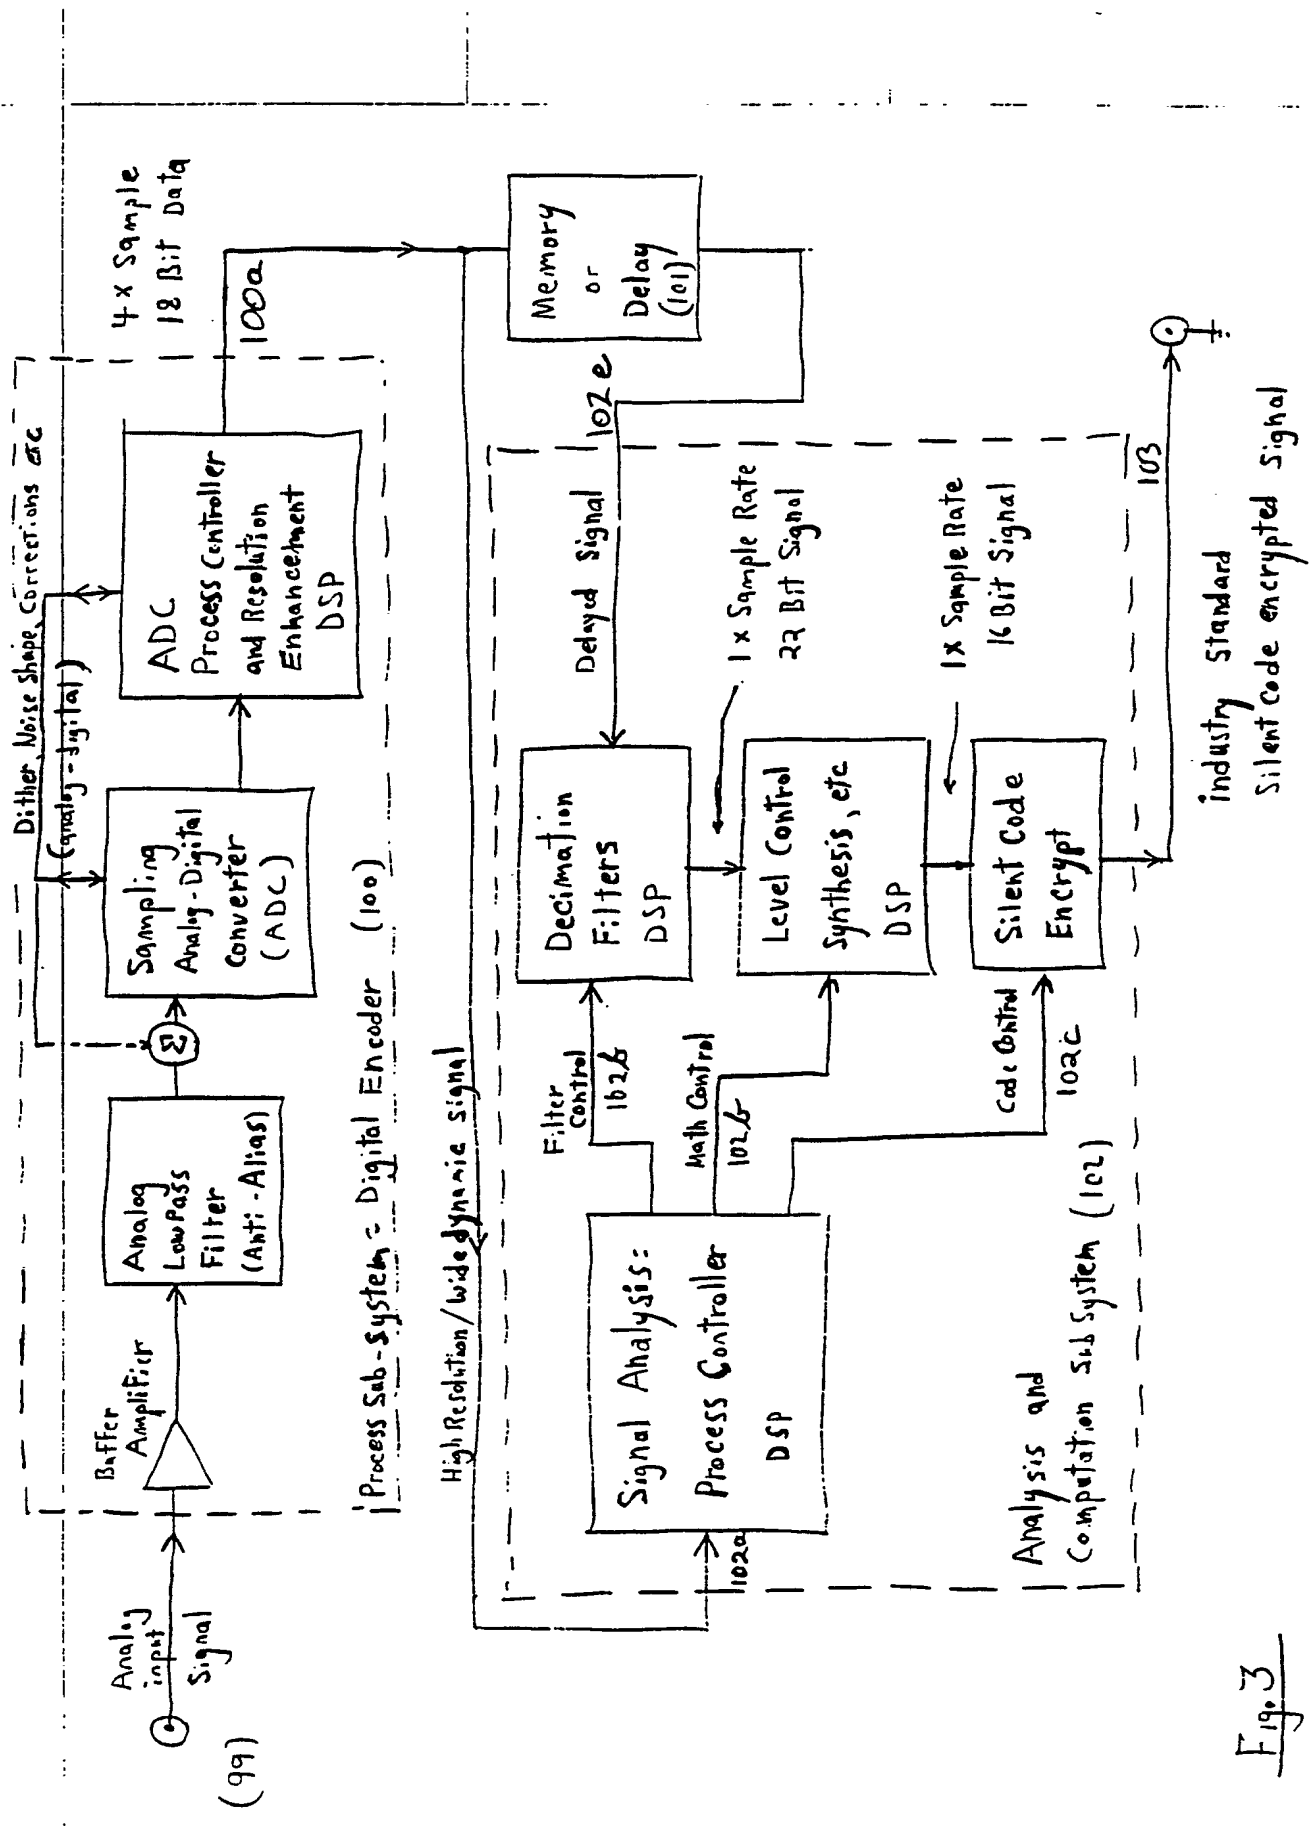 (99)
Analog
input
Signal
Buffer
Amplifier
Analog
LowPass
Filter
(Anti-Alias)
Σ
Sampling
Analog-Digital
Converter
(ADC)
Dither, Noise Shape, Corrections etc
(analog-digital)
ADC
Process Controller
and Resolution
Enhancement
DSP
4x Sample
18 Bit Data
100a
Process Sub-System = Digital Encoder (100)
High Resolution/Wide dynamic signal
Memory
or
Delay
(101)
102e
Delayed Signal
Decimation
Filters
DSP
1x Sample Rate
22 Bit Signal
Level Control
Synthesis, etc
DSP
1x Sample Rate
16 Bit Signal
Silent Code
Encrypt
Filter
Control
102b
Math Control
102b
Code Control
102c
Signal Analysis:
Process Controller
DSP
102a
Analysis and
Computation Sub System (102)
103
industry Standard
Silent Code encrypted Signal
Fig. 3